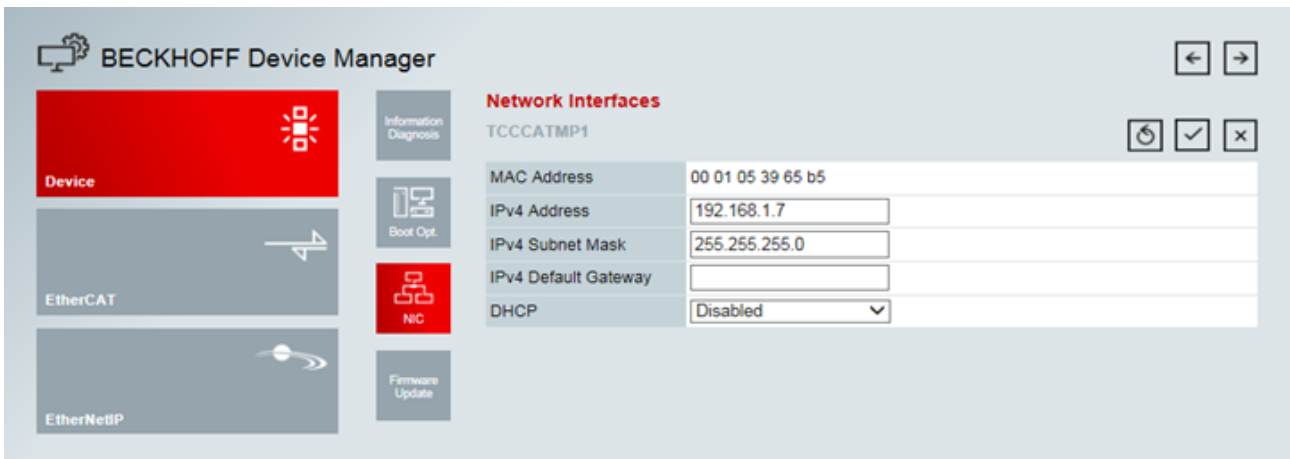 BECKHOFF Device Manager
Device
EtherCAT
EtherNetIP
Information
Diagnosis
Boot Opt.
NIC
Firmware
Update
Network Interfaces
TCCCATMP1
MAC Address 00 01 05 39 65 b5
IPv4 Address 192.168.1.7
IPv4 Subnet Mask 255.255.255.0
IPv4 Default Gateway
DHCP Disabled